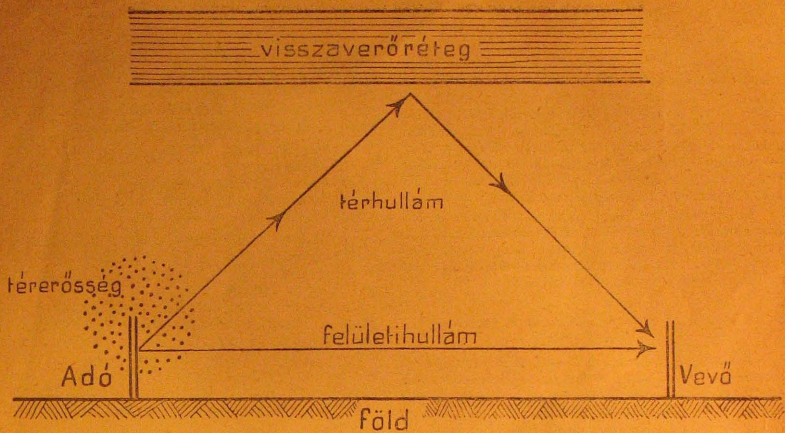 visszaverőréteg
térhullám
térerősség
felületihullám
Adó
Vevő
föld